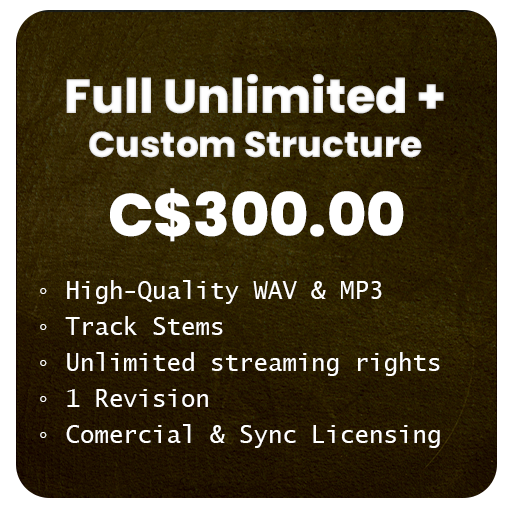 Full Unlimited +
Custom Structure
C$300.00
◦ High-Quality WAV & MP3
◦ Track Stems
◦ Unlimited streaming rights
◦ 1 Revision
◦ Comercial & Sync Licensing